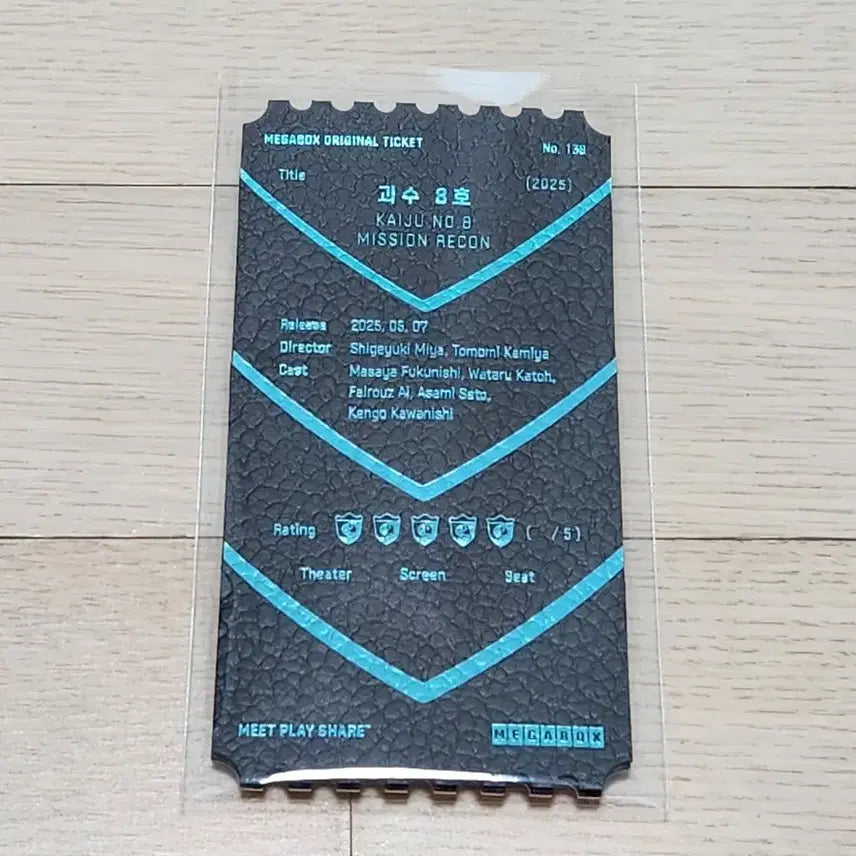 MEGABOX ORIGINAL TICKET
No. 139
Title
(2025)
괴수 8호
KAIJU NO 8
MISSION RECON
Release 2025. 05. 07
Director Shigeyuki Miya, Tomomi Kamiya
Cast Masaya Fukunishi, Wataru Katoh,
Fairouz Ai, Asami Seto,
Kengo Kawanishi
Rating ( /5)
Theater Screen Seat
MEET PLAY SHARE™
MEGABOX